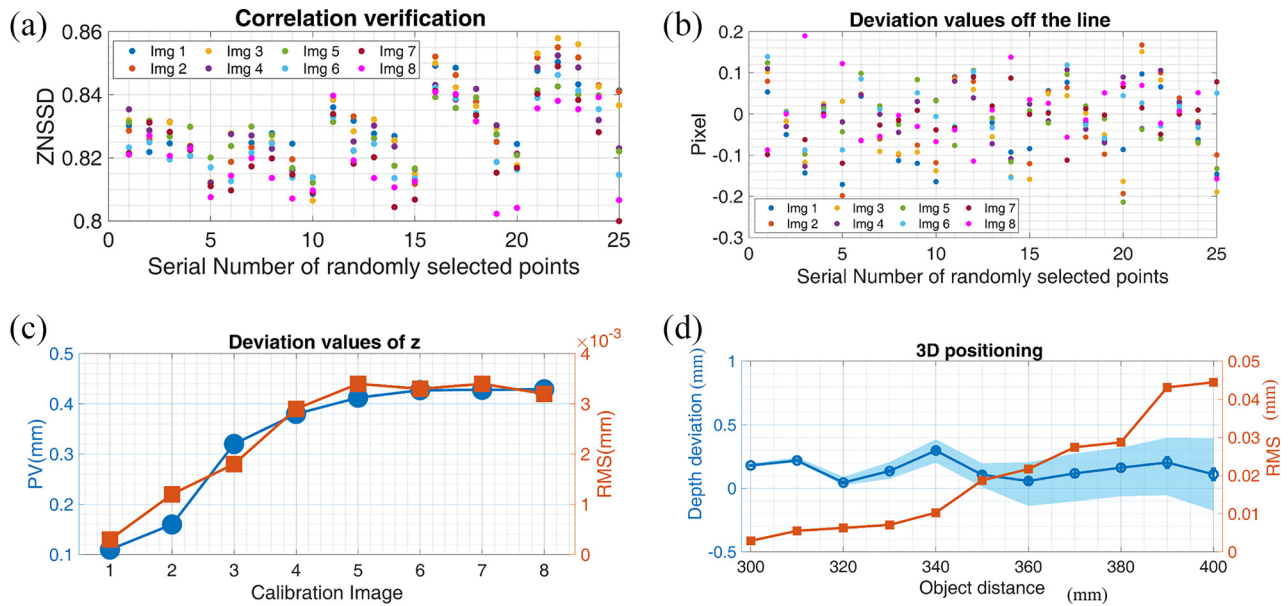 (a)
Correlation verification
0.86
0.84
0.82
0.8
ZNSSD
Img 1 Img 3 Img 5 Img 7
Img 2 Img 4 Img 6 Img 8
0 5 10 15 20 25
Serial Number of randomly selected points
(b)
Deviation values off the line
0.2
0.1
0
-0.1
-0.2
-0.3
Pixel
Img 1 Img 3 Img 5 Img 7
Img 2 Img 4 Img 6 Img 8
0 5 10 15 20 25
Serial Number of randomly selected points
(c)
Deviation values of z
×10⁻³
0.5
0.4
0.3
0.2
0.1
PV(mm)
4
3
2
1
0
RMS(mm)
1 2 3 4 5 6 7 8
Calibration Image
(d)
3D positioning
1
0.5
0
-0.5
Depth deviation (mm)
0.05
0.04
0.03
0.02
0.01
0
RMS (mm)
300 320 340 360 380 400
Object distance (mm)